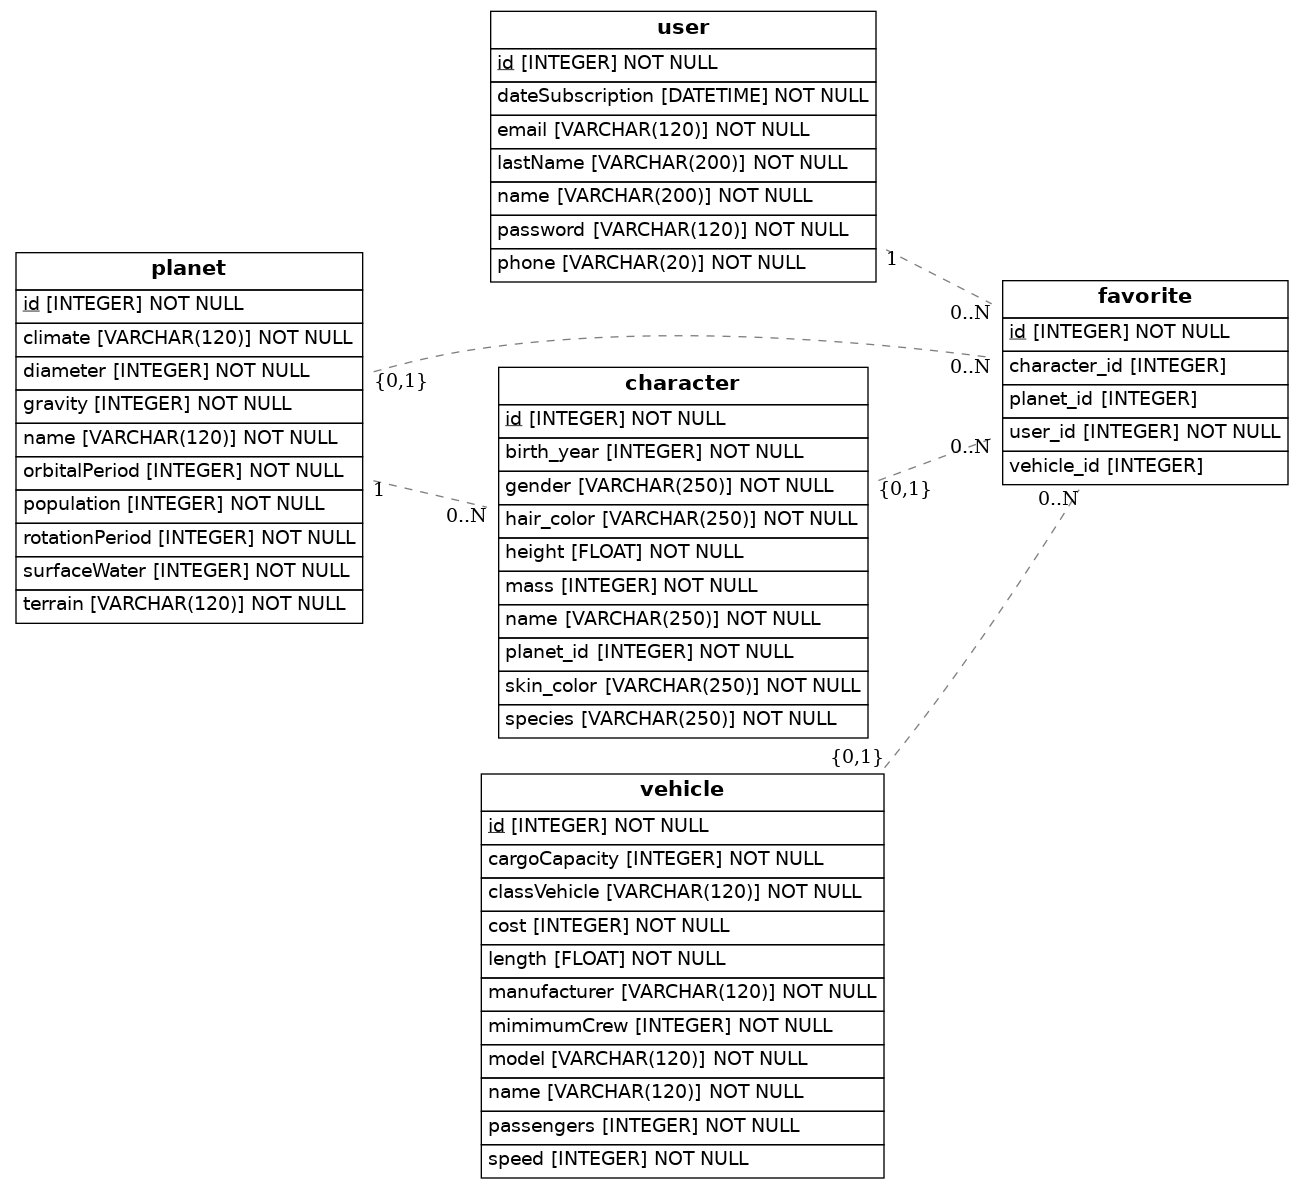 user
id [INTEGER] NOT NULL
dateSubscription [DATETIME] NOT NULL
email [VARCHAR(120)] NOT NULL
lastName [VARCHAR(200)] NOT NULL
name [VARCHAR(200)] NOT NULL
password [VARCHAR(120)] NOT NULL
phone [VARCHAR(20)] NOT NULL
1
0..N
planet
id [INTEGER] NOT NULL
climate [VARCHAR(120)] NOT NULL
diameter [INTEGER] NOT NULL
gravity [INTEGER] NOT NULL
name [VARCHAR(120)] NOT NULL
orbitalPeriod [INTEGER] NOT NULL
population [INTEGER] NOT NULL
rotationPeriod [INTEGER] NOT NULL
surfaceWater [INTEGER] NOT NULL
terrain [VARCHAR(120)] NOT NULL
{0,1}
0..N
1
0..N
character
id [INTEGER] NOT NULL
birth_year [INTEGER] NOT NULL
gender [VARCHAR(250)] NOT NULL
hair_color [VARCHAR(250)] NOT NULL
height [FLOAT] NOT NULL
mass [INTEGER] NOT NULL
name [VARCHAR(250)] NOT NULL
planet_id [INTEGER] NOT NULL
skin_color [VARCHAR(250)] NOT NULL
species [VARCHAR(250)] NOT NULL
{0,1}
0..N
favorite
id [INTEGER] NOT NULL
character_id [INTEGER]
planet_id [INTEGER]
user_id [INTEGER] NOT NULL
vehicle_id [INTEGER]
0..N
{0,1}
vehicle
id [INTEGER] NOT NULL
cargoCapacity [INTEGER] NOT NULL
classVehicle [VARCHAR(120)] NOT NULL
cost [INTEGER] NOT NULL
length [FLOAT] NOT NULL
manufacturer [VARCHAR(120)] NOT NULL
mimimumCrew [INTEGER] NOT NULL
model [VARCHAR(120)] NOT NULL
name [VARCHAR(120)] NOT NULL
passengers [INTEGER] NOT NULL
speed [INTEGER] NOT NULL